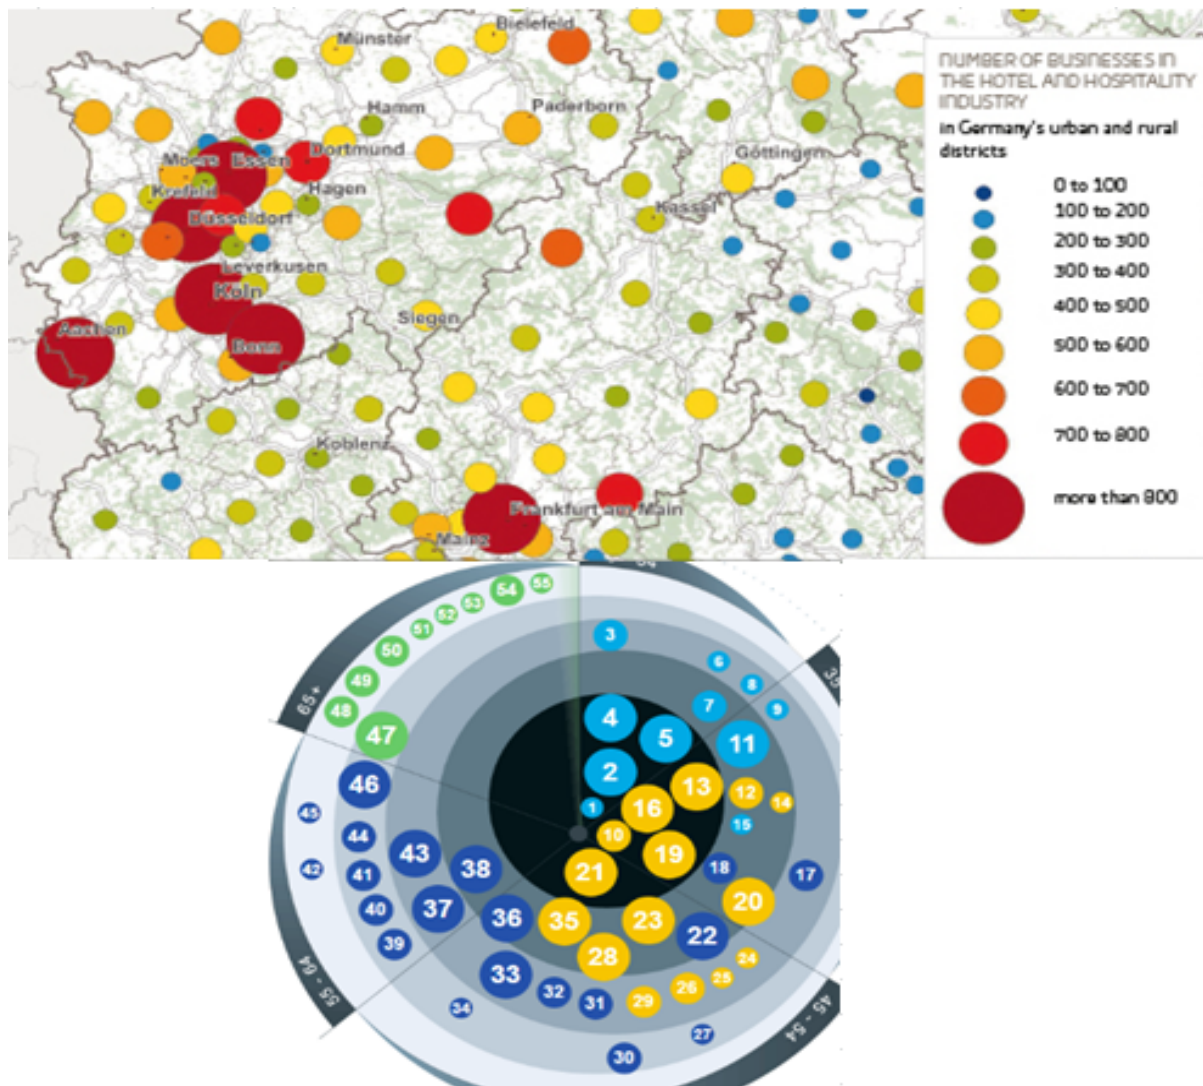 Bielefeld
Münster
Hamm
Paderborn
Dortmund
Moers
Essen
Göttingen
Krefeld
Hagen
Kassel
Düsseldorf
Leverkusen
Köln
Siegen
Aachen
Bonn
Koblenz
Frankfurt am Main
Mainz
NUMBER OF BUSINESSES IN
THE HOTEL AND HOSPITALITY
INDUSTRY
in Germany's urban and rural
districts
0 to 100
100 to 200
200 to 300
300 to 400
400 to 500
500 to 600
600 to 700
700 to 800
more than 800
55
54
53
52
51
50
49
48
47
65+
3
6
8
9
7
35
4
5
11
2
13
12
14
1
16
15
10
19
18
17
21
20
46
45
44
43
42
41
38
40
37
36
35
23
22
39
28
24
33
32
31
29
26
25
34
27
30
55 - 64
45 - 54